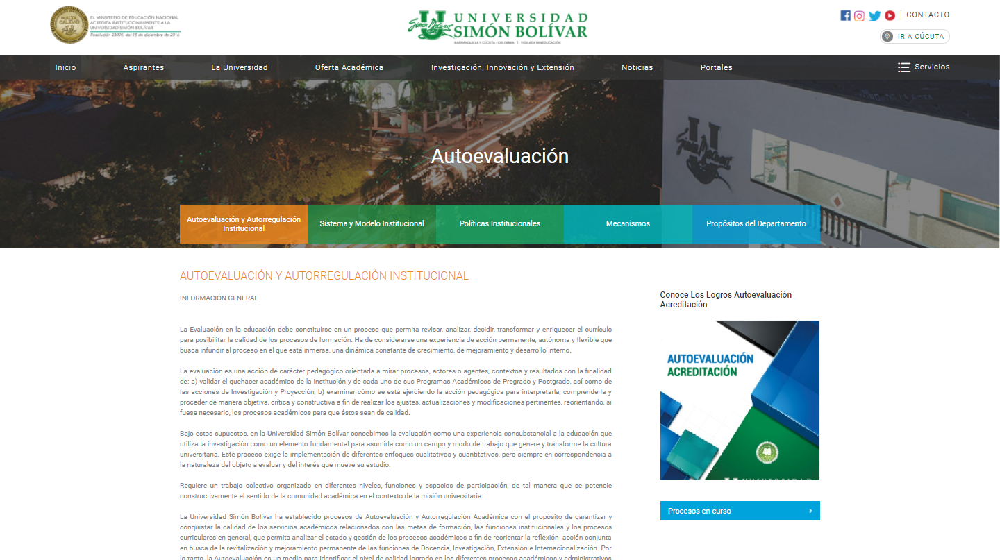 EL MINISTERIO DE EDUCACIÓN NACIONAL
ACREDITA INSTITUCIONALMENTE A LA
UNIVERSIDAD SIMÓN BOLÍVAR
Resolución 23095, del 15 de diciembre de 2016
ALTA
CALIDAD
UNIVERSIDAD
SIMÓN BOLÍVAR
BARRANQUILLA Y CÚCUTA - COLOMBIA | VIGILADA MINEDUCACIÓN
CONTACTO
IR A CÚCUTA
Inicio
Aspirantes
La Universidad
Oferta Académica
Investigación, Innovación y Extensión
Noticias
Portales
Servicios
Autoevaluación
Autoevaluación y Autorregulación
Institucional
Sistema y Modelo Institucional
Políticas Institucionales
Mecanismos
Propósitos del Departamento
AUTOEVALUACIÓN Y AUTORREGULACIÓN INSTITUCIONAL
INFORMACIÓN GENERAL
La Evaluación en la educación debe constituirse en un proceso que permita revisar, analizar, decidir, transformar y enriquecer el currículo
para posibilitar la calidad de los procesos de formación. Ha de considerarse una experiencia de acción permanente, autónoma y flexible que
busca infundir al proceso en el que está inmersa, una dinámica constante de crecimiento, de mejoramiento y desarrollo interno.
La evaluación es una acción de carácter pedagógico orientada a mirar procesos, actores o agentes, contextos y resultados con la finalidad
de: a) validar el quehacer académico de la institución y de cada uno de sus Programas Académicos de Pregrado y Postgrado, así como de
las acciones de Investigación y Proyección, b) examinar cómo se está ejerciendo la acción pedagógica para interpretarla, comprenderla y
proceder de manera objetiva, crítica y constructiva a fin de realizar los ajustes, actualizaciones y modificaciones pertinentes, reorientando, si
fuese necesario, los procesos académicos para que éstos sean de calidad.
Bajo estos supuestos, en la Universidad Simón Bolívar concebimos la evaluación como una experiencia consubstancial a la educación que
utiliza la investigación como un elemento fundamental para asumirla como un campo y modo de trabajo que genere y transforme la cultura
universitaria. Este proceso exige la implementación de diferentes enfoques cualitativos y cuantitativos, pero siempre en correspondencia a
la naturaleza del objeto a evaluar y del interés que mueve su estudio.
Requiere un trabajo colectivo organizado en diferentes niveles, funciones y espacios de participación, de tal manera que se potencie
constructivamente el sentido de la comunidad académica en el contexto de la misión universitaria.
La Universidad Simón Bolívar ha establecido procesos de Autoevaluación y Autorregulación Académica con el propósito de garantizar y
conquistar la calidad de los servicios académicos relacionados con las metas de formación, las funciones institucionales y los procesos
curriculares en general, que permita analizar el estado y gestión de los procesos académicos a fin de reorientar la reflexión -acción conjunta
en busca de la revitalización y mejoramiento permanente de las funciones de Docencia, Investigación, Extensión e Internacionalización. Por
lo tanto, la Autoevaluación es un medio para identificar el nivel de calidad logrado en los diferentes procesos académicos y administrativos
Conoce Los Logros Autoevaluación
Acreditación
AUTOEVALUACIÓN
ACREDITACIÓN
40
UNIVERSIDAD
Procesos en curso